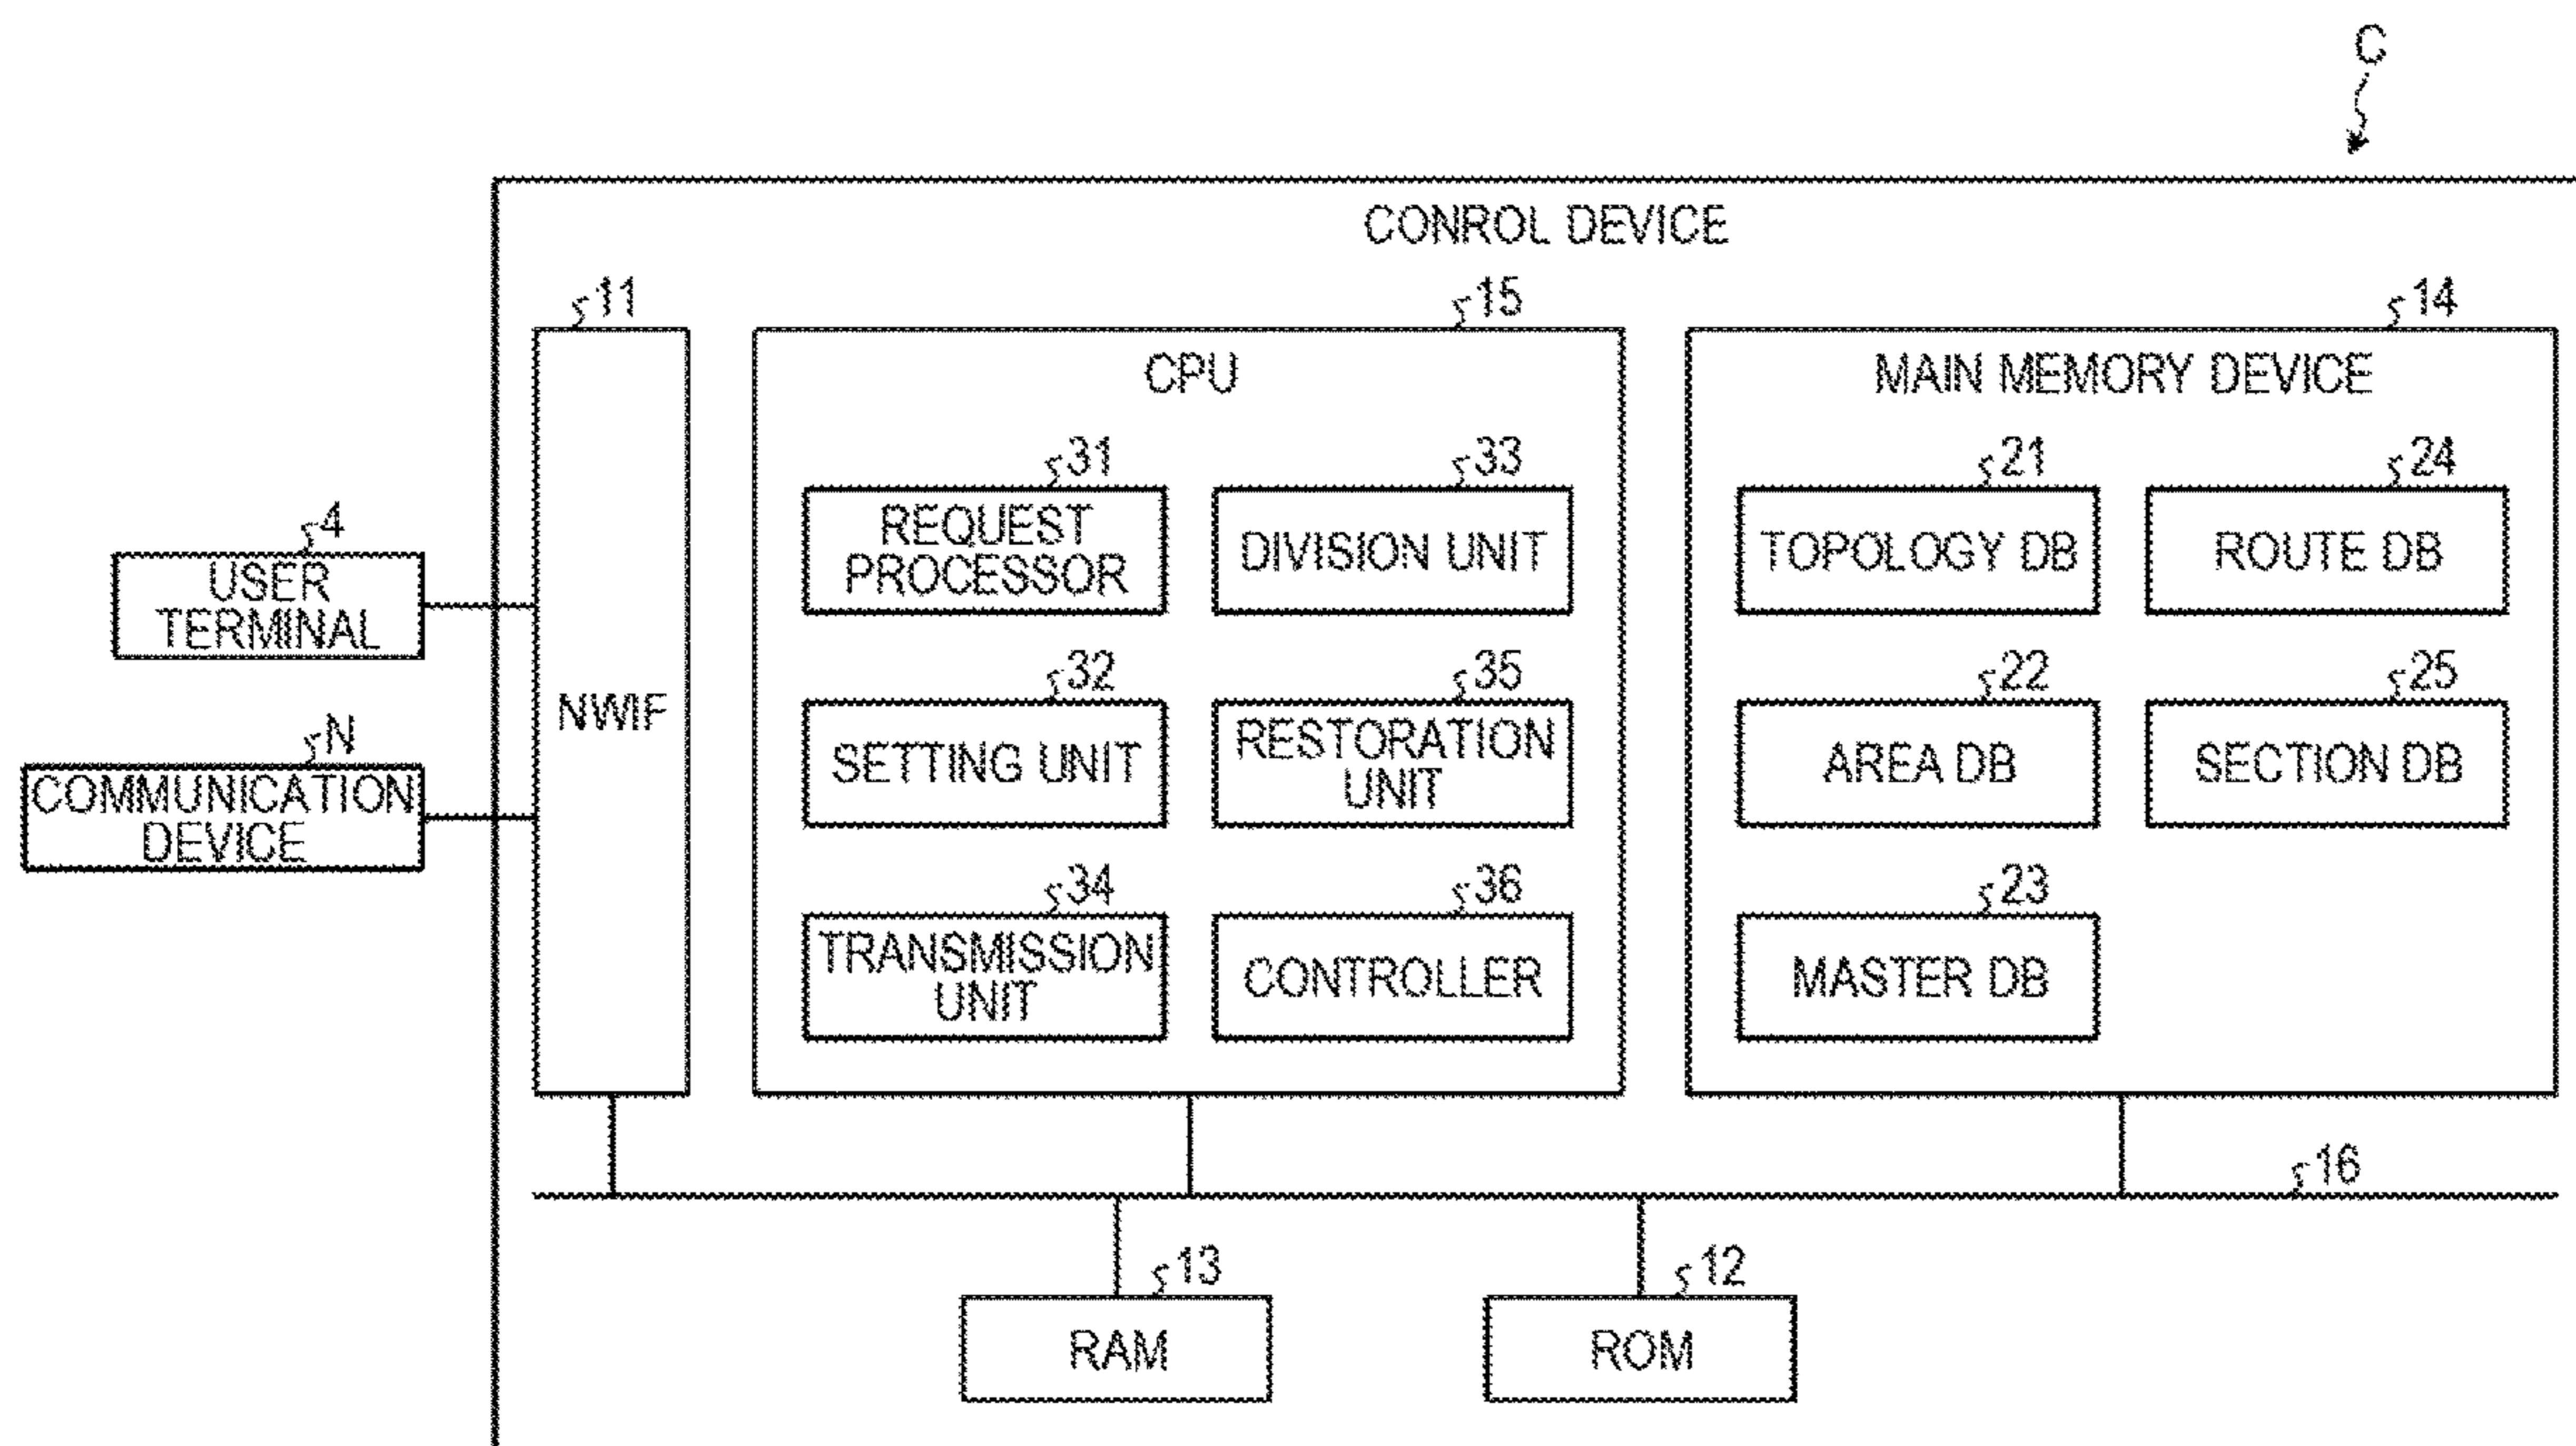 C
CONROL DEVICE
11
15
14
CPU
MAIN MEMORY DEVICE
31
33
21
24
REQUEST
PROCESSOR
DIVISION UNIT
TOPOLOGY DB
ROUTE DB
4
USER
TERMINAL
32
35
22
25
NWIF
SETTING UNIT
RESTORATION
UNIT
AREA DB
SECTION DB
N
COMMUNICATION
DEVICE
34
36
23
TRANSMISSION
UNIT
CONTROLLER
MASTER DB
16
13
12
RAM
ROM